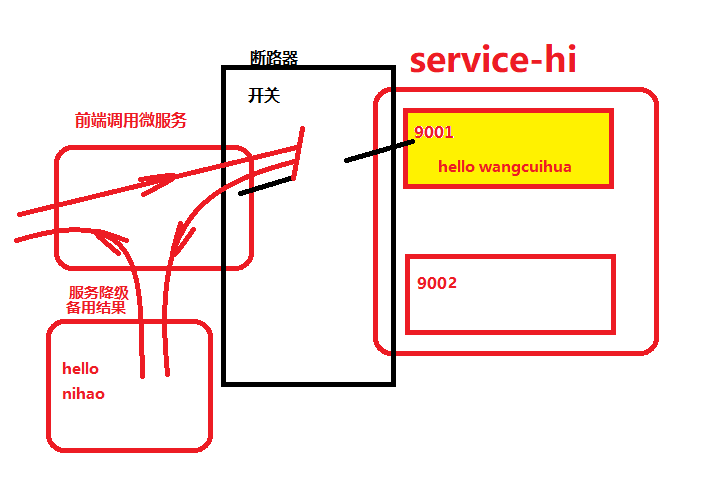 断路器
service-hi
开关
前端调用微服务
9001
hello wangcuihua
服务降级
备用结果
9002
hello
nihao